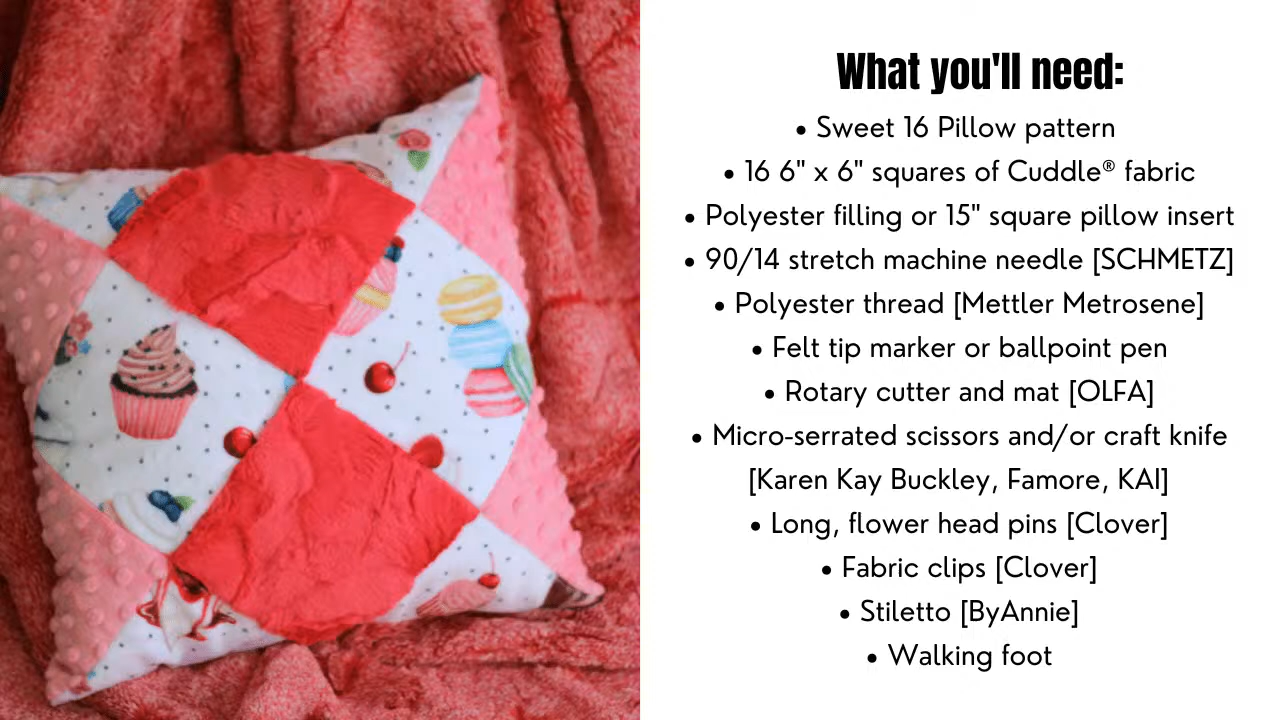 What you'll need:
• Sweet 16 Pillow pattern
• 16 6" x 6" squares of Cuddle® fabric
• Polyester filling or 15" square pillow insert
• 90/14 stretch machine needle [SCHMETZ]
• Polyester thread [Mettler Metrosene]
• Felt tip marker or ballpoint pen
• Rotary cutter and mat [OLFA]
• Micro-serrated scissors and/or craft knife
[Karen Kay Buckley, Famore, KAI]
• Long, flower head pins [Clover]
• Fabric clips [Clover]
• Stiletto [ByAnnie]
• Walking foot